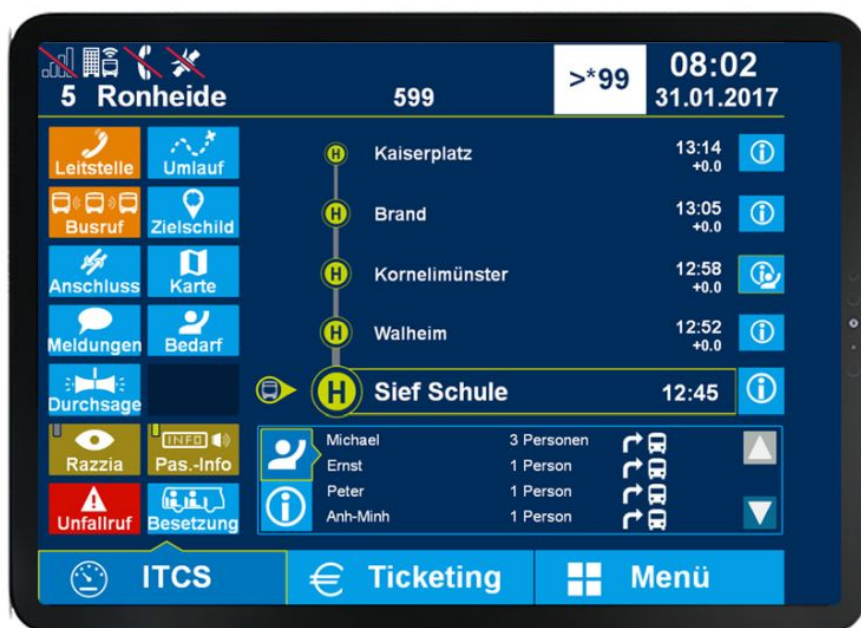 5 Ronheide 599 >*99 08:02
31.01.2017
Leitstelle Umlauf
Busruf Zielschild
Anschluss Karte
Meldungen Bedarf
Durchsage
INFO
Razzia Pas.-Info
Unfallruf Besetzung
H Kaiserplatz 13:14
+0.0
H Brand 13:05
+0.0
H Kornelimünster 12:58
+0.0
H Walheim 12:52
+0.0
H Sief Schule 12:45
Michael 3 Personen
Ernst 1 Person
Peter 1 Person
Anh-Minh 1 Person
ITCS € Ticketing Menü